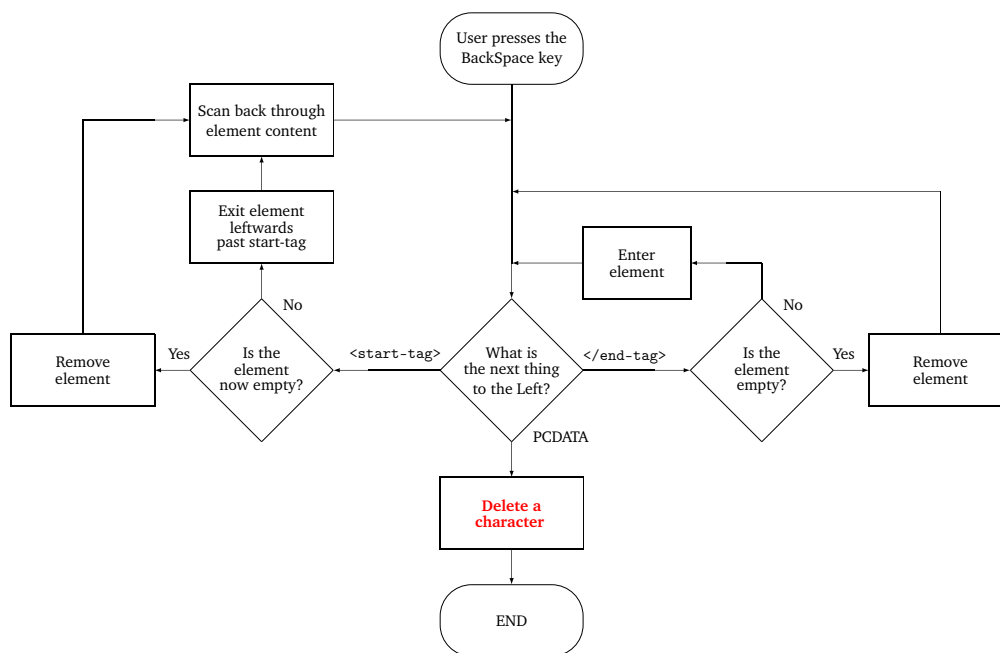 User presses the
BackSpace key
Scan back through
element content
Exit element
leftwards
past start-tag
Enter
element
No
No
Remove
element
Yes
Is the
element
now empty?
<start-tag>
What is
the next thing
to the Left?
</end-tag>
Is the
element
empty?
Yes
Remove
element
PCDATA
Delete a
character
END